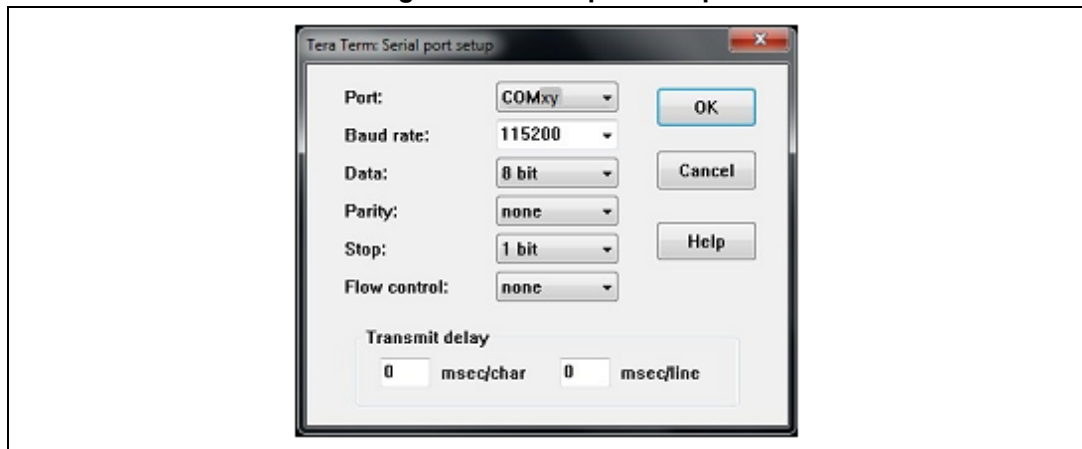 Tera Term: Serial port setup
Port: COMxy OK
Baud rate: 115200
Data: 8 bit Cancel
Parity: none
Stop: 1 bit Help
Flow control: none
Transmit delay
0 msec/char 0 msec/line